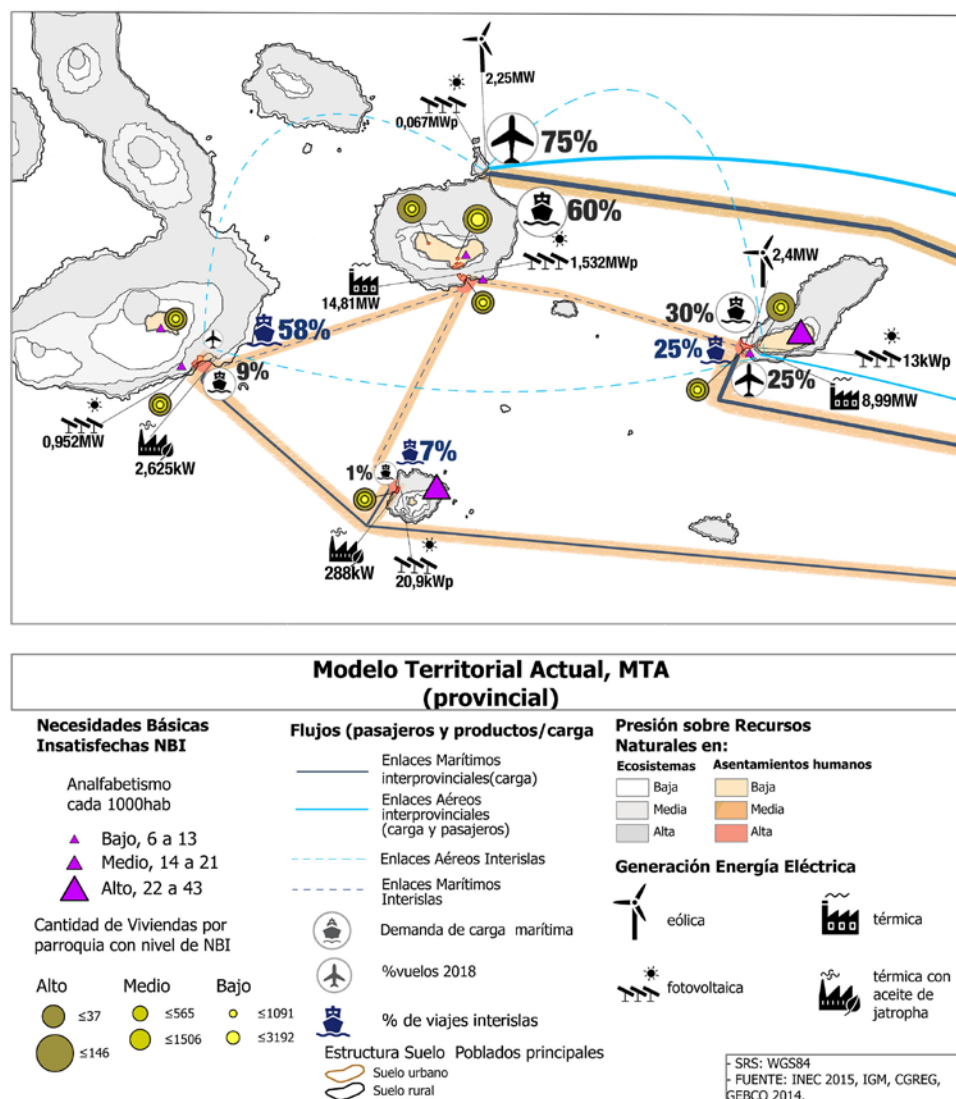 2,25MW
0,067MWp
75%
60%
1,532MWp
2,4MW
14,81MW
30%
58%
25%
13kWp
9%
25%
8,99MW
0,952MW
2,625kW
7%
1%
288kW
20,9kWp
Modelo Territorial Actual, MTA
(provincial)
Necesidades Básicas
Insatisfechas NBI
Analfabetismo
cada 1000hab
Bajo, 6 a 13
Medio, 14 a 21
Alto, 22 a 43
Cantidad de Viviendas por
parroquia con nivel de NBI
Alto
Medio
Bajo
≤37
≤565
≤1091
≤146
≤1506
≤3192
Flujos (pasajeros y productos/carga
Enlaces Marítimos
interprovinciales(carga)
Enlaces Aéreos
interprovinciales
(carga y pasajeros)
Enlaces Aéreos Interislas
Enlaces Marítimos
Interislas
Demanda de carga marítima
%vuelos 2018
% de viajes interislas
Estructura Suelo Poblados principales
Suelo urbano
Suelo rural
Presión sobre Recursos
Naturales en:
Ecosistemas
Asentamientos humanos
Baja
Baja
Media
Media
Alta
Alta
Generación Energía Eléctrica
eólica
térmica
fotovoltaica
térmica con
aceite de
jatropha
- SRS: WGS84
- FUENTE: INEC 2015, IGM, CGREG,
GEBCO 2014.